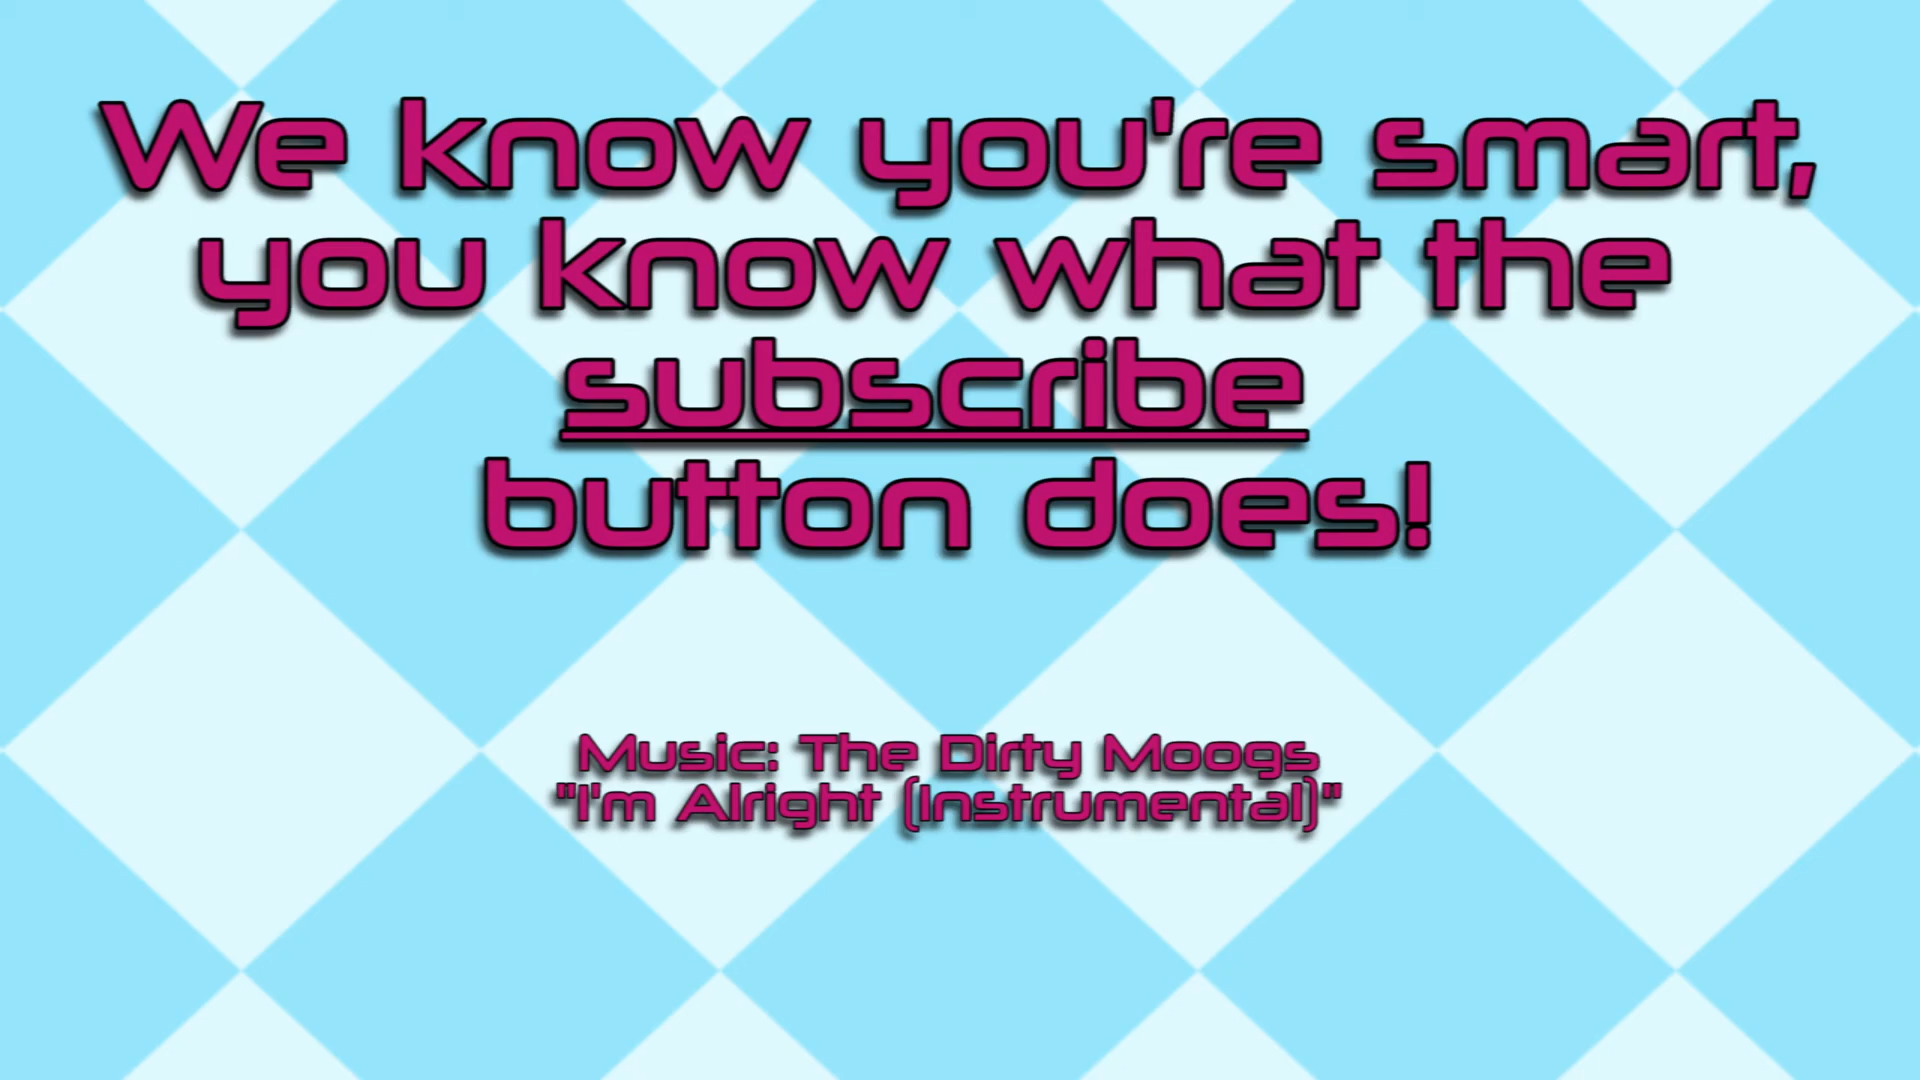 We know you're smart,
you know what the
subscribe
button does!
Music: The Dirty Moogs
"I'm Alright (Instrumental)"